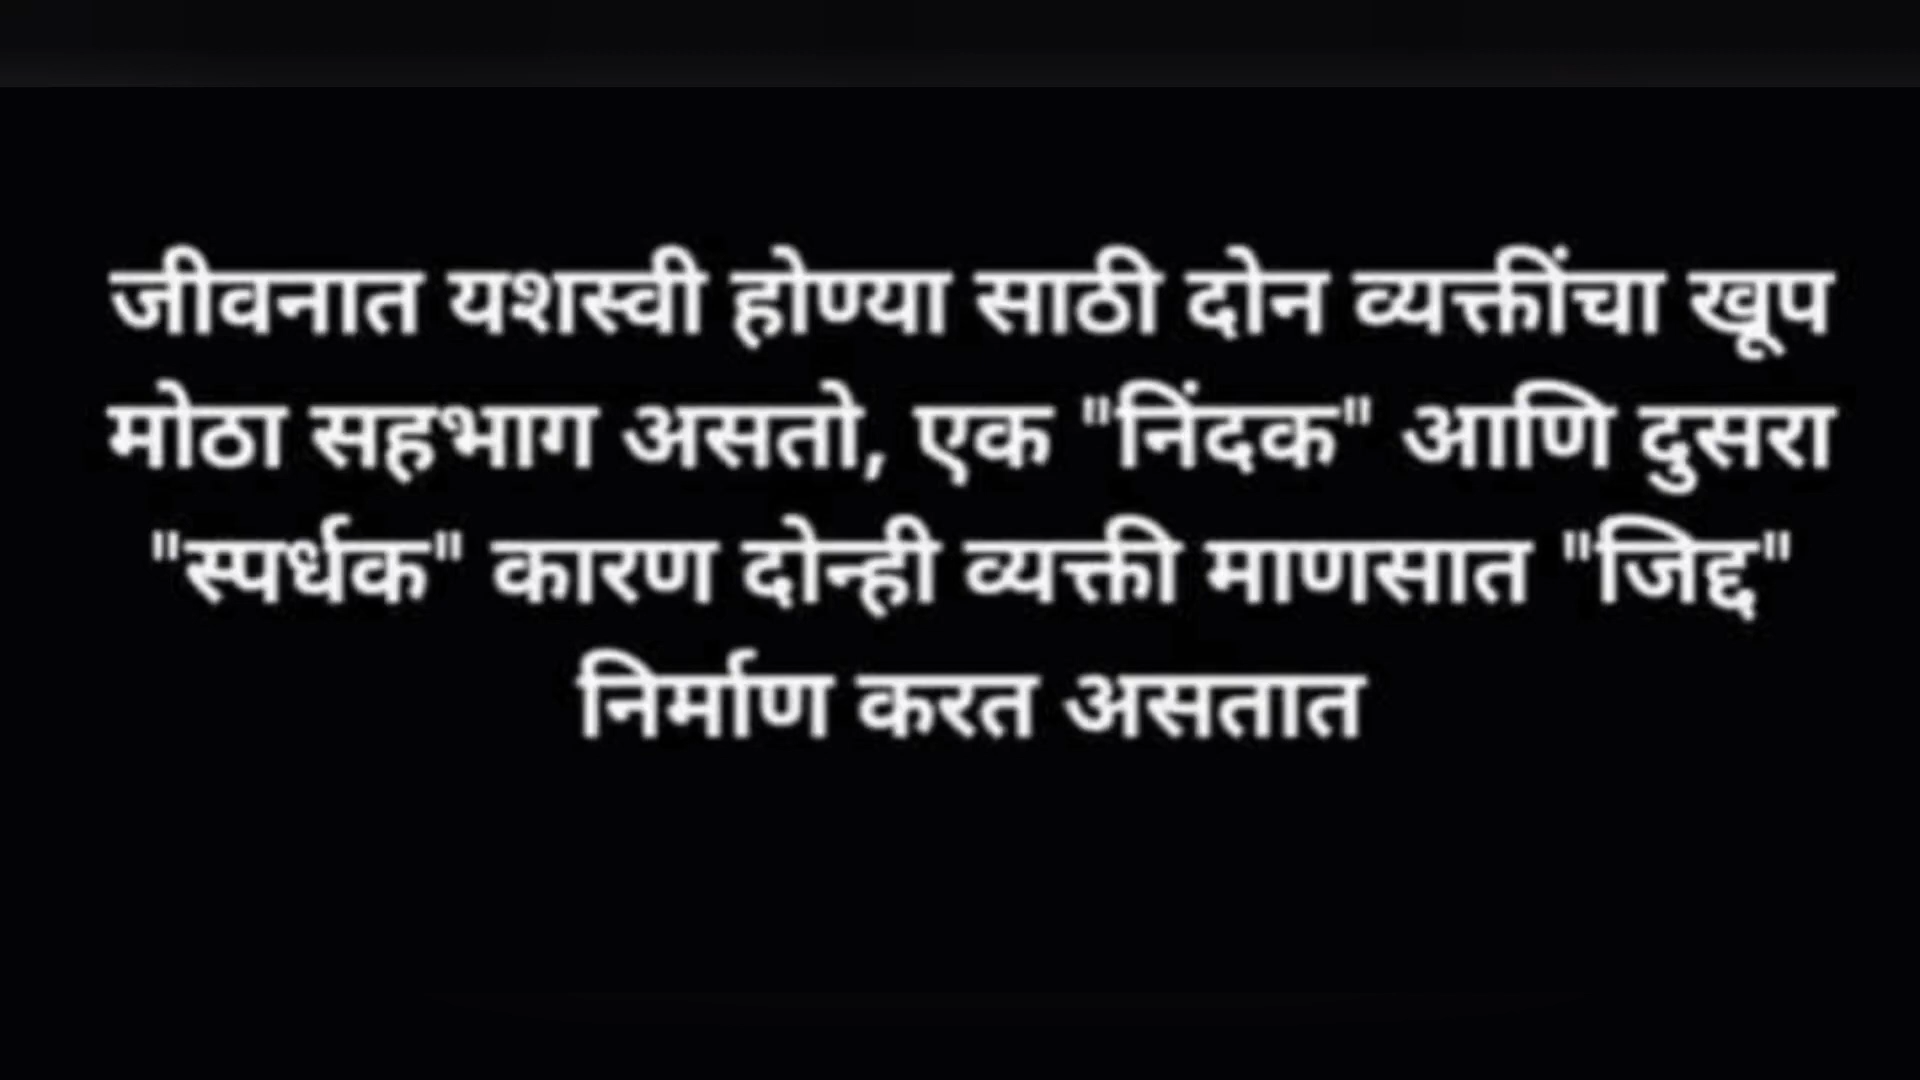 जीवनात यशस्वी होण्या साठी दोन व्यक्तींचा खूप
मोठा सहभाग असतो, एक "निंदक" आणि दुसरा
"स्पर्धक" कारण दोन्ही व्यक्ती माणसात "जिद्द"
निर्माण करत असतात